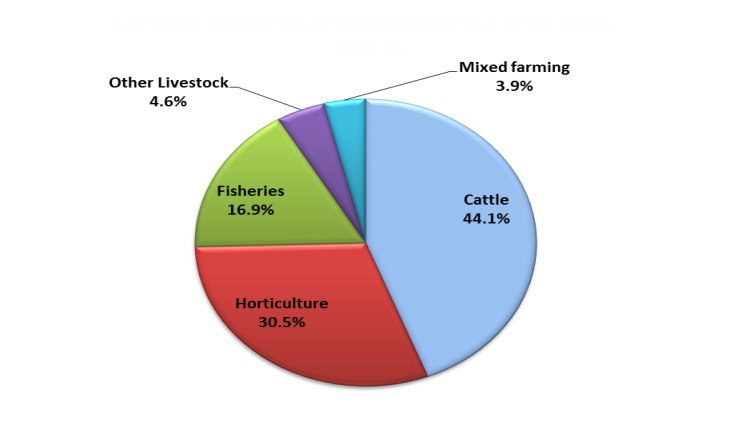 Mixed farming
3.9%
Other Livestock
4.6%
Fisheries
16.9%
Cattle
44.1%
Horticulture
30.5%